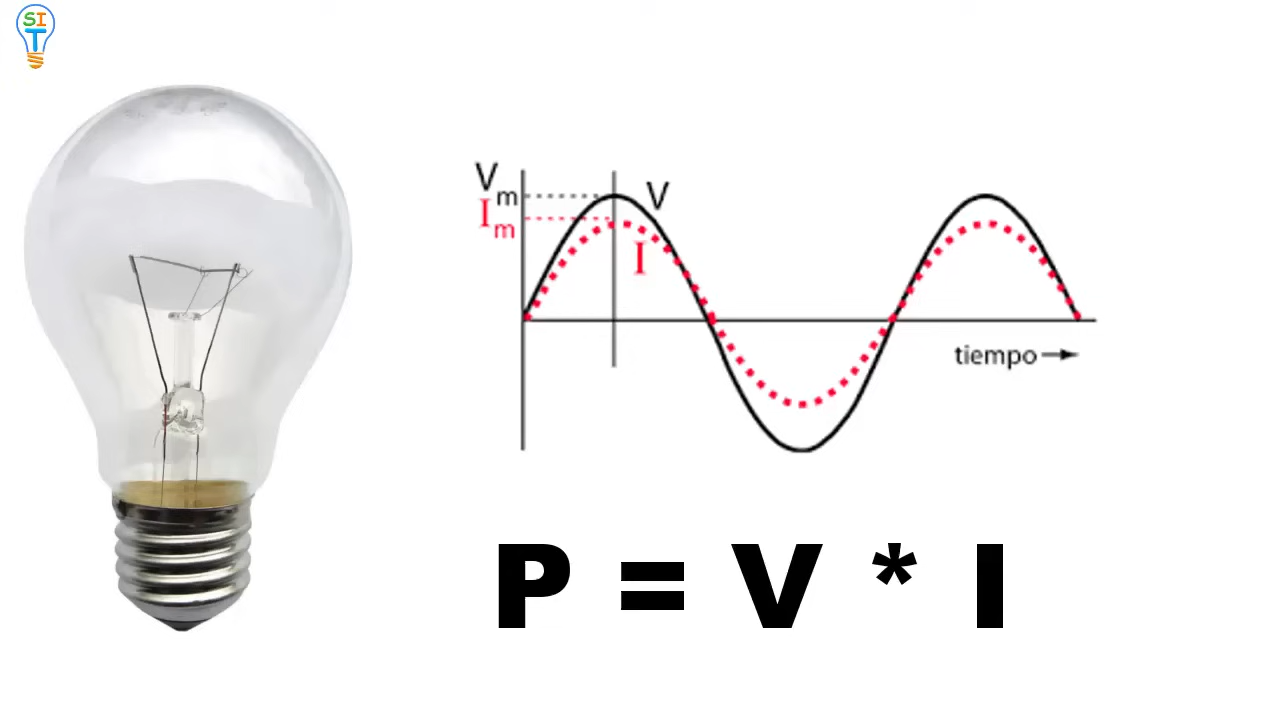 SI
T
Vm
V
Im
I
tiempo
P = V * I